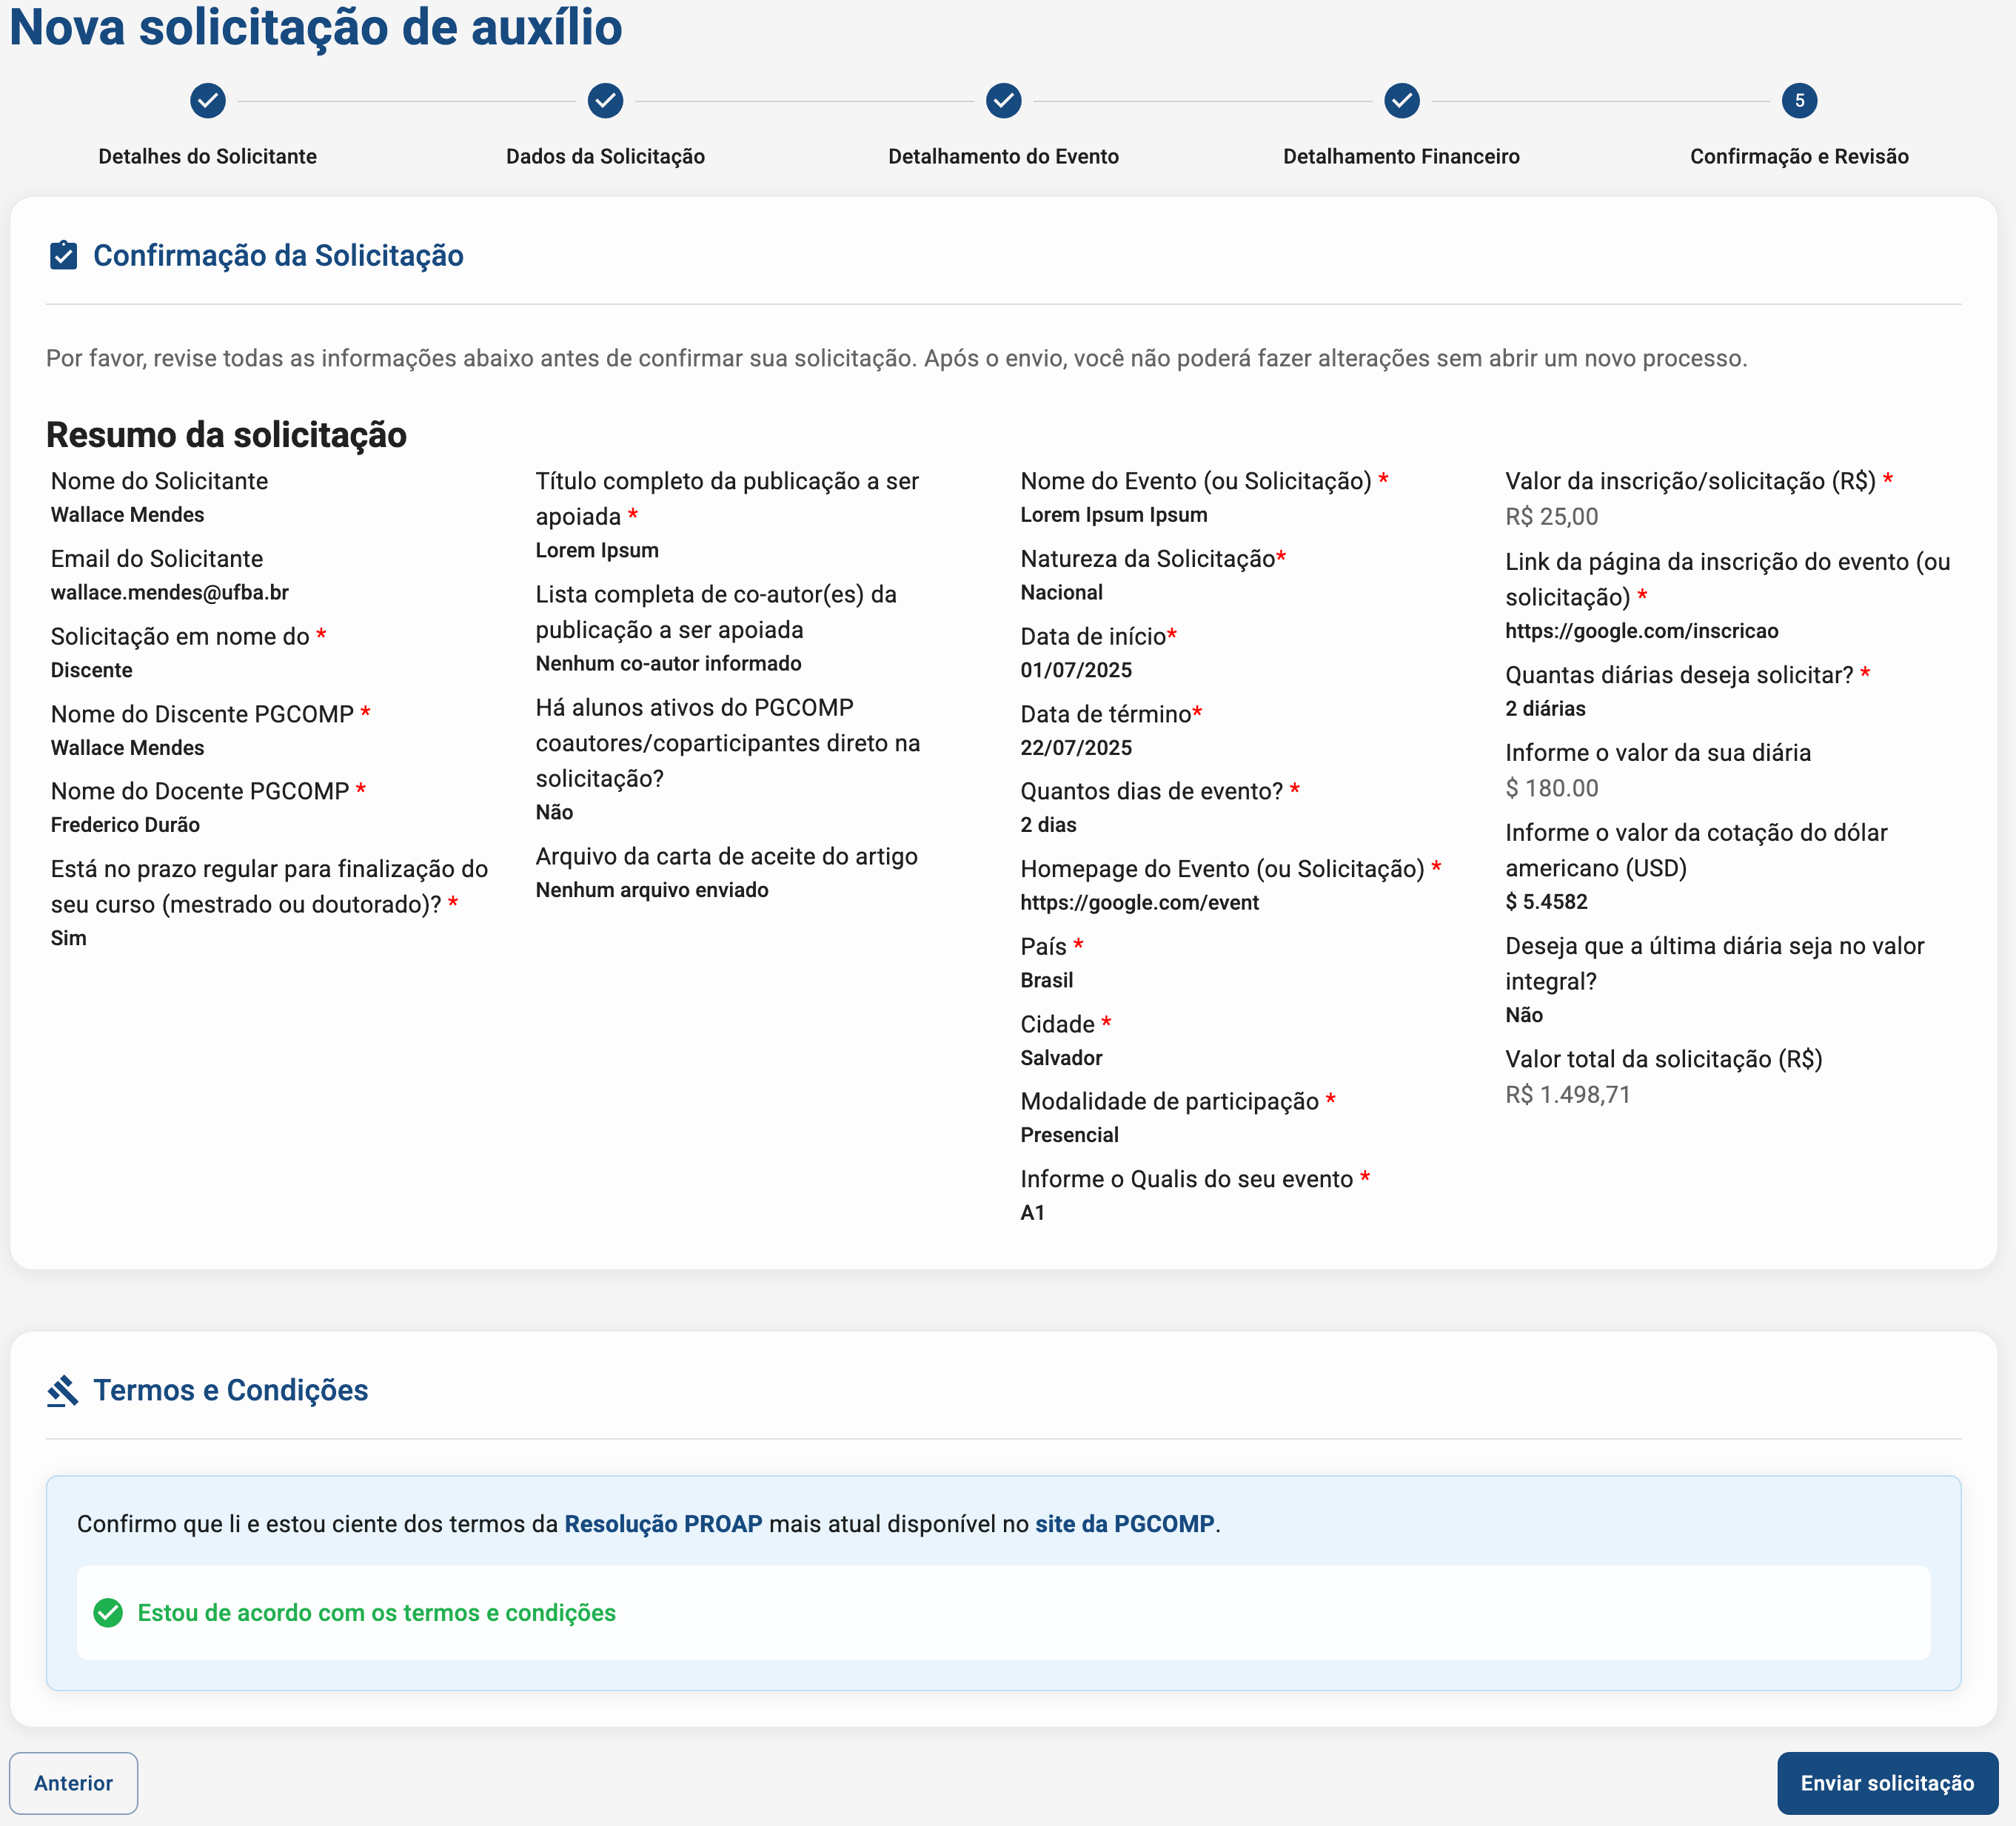 Nova solicitação de auxílio
5
Detalhes do Solicitante
Dados da Solicitação
Detalhamento do Evento
Detalhamento Financeiro
Confirmação e Revisão
Confirmação da Solicitação
Por favor, revise todas as informações abaixo antes de confirmar sua solicitação. Após o envio, você não poderá fazer alterações sem abrir um novo processo.
Resumo da solicitação
Nome do Solicitante
Wallace Mendes
Email do Solicitante
wallace.mendes@ufba.br
Solicitação em nome do *
Discente
Nome do Discente PGCOMP *
Wallace Mendes
Nome do Docente PGCOMP *
Frederico Durão
Está no prazo regular para finalização do
seu curso (mestrado ou doutorado)? *
Sim
Título completo da publicação a ser
apoiada *
Lorem Ipsum
Lista completa de co-autor(es) da
publicação a ser apoiada
Nenhum co-autor informado
Há alunos ativos do PGCOMP
coautores/coparticipantes direto na
solicitação?
Não
Arquivo da carta de aceite do artigo
Nenhum arquivo enviado
Nome do Evento (ou Solicitação) *
Lorem Ipsum Ipsum
Natureza da Solicitação*
Nacional
Data de início*
01/07/2025
Data de término*
22/07/2025
Quantos dias de evento? *
2 dias
Homepage do Evento (ou Solicitação) *
https://google.com/event
País *
Brasil
Cidade *
Salvador
Modalidade de participação *
Presencial
Informe o Qualis do seu evento *
A1
Valor da inscrição/solicitação (R$) *
R$ 25,00
Link da página da inscrição do evento (ou
solicitação) *
https://google.com/inscricao
Quantas diárias deseja solicitar? *
2 diárias
Informe o valor da sua diária
$ 180.00
Informe o valor da cotação do dólar
americano (USD)
$ 5.4582
Deseja que a última diária seja no valor
integral?
Não
Valor total da solicitação (R$)
R$ 1.498,71
Termos e Condições
Confirmo que li e estou ciente dos termos da Resolução PROAP mais atual disponível no site da PGCOMP.
Estou de acordo com os termos e condições
Anterior
Enviar solicitação